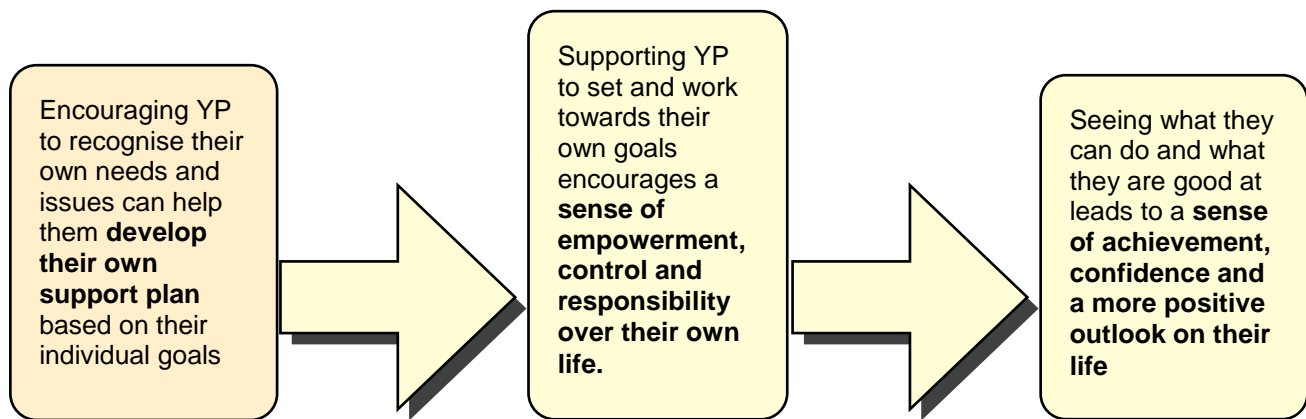 Encouraging YP
to recognise their
own needs and
issues can help
them develop
their own
support plan
based on their
individual goals
Supporting YP
to set and work
towards their
own goals
encourages a
sense of
empowerment,
control and
responsibility
over their own
life.
Seeing what they
can do and what
they are good at
leads to a sense
of achievement,
confidence and
a more positive
outlook on their
life